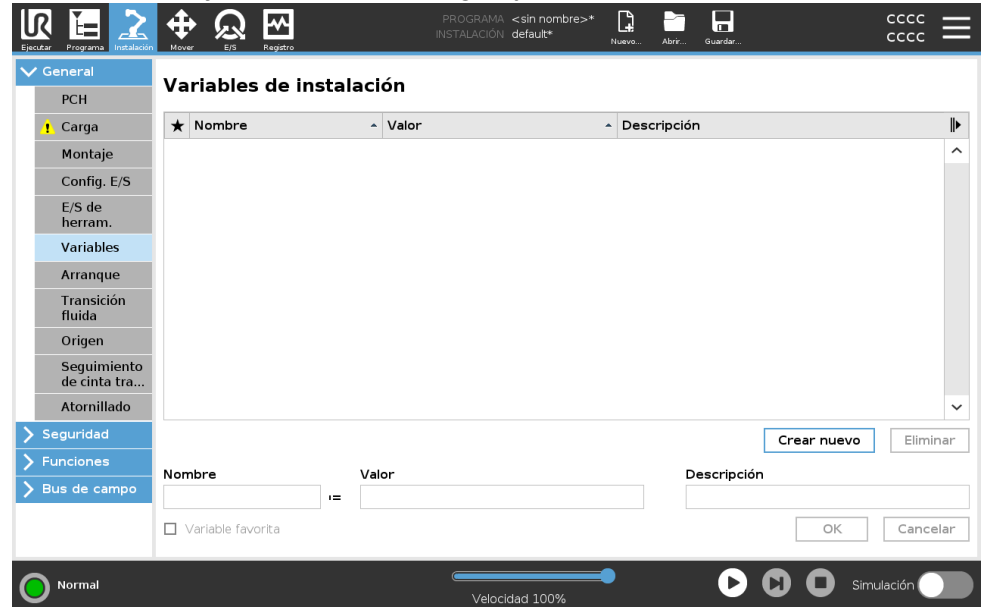 PROGRAMA <sin nombre>*
INSTALACIÓN default*
CCCC
CCCC
Ejecutar Programa Instalación Mover E/S Registro Nuevo... Abrir... Guardar...
General
PCH
Carga
Montaje
Config. E/S
E/S de
herram.
Variables
Arranque
Transición
fluida
Origen
Seguimiento
de cinta tra...
Atornillado
Seguridad
Funciones
Bus de campo
Variables de instalación
★ Nombre Valor Descripción
Crear nuevo Eliminar
Nombre Valor Descripción
:=
Variable favorita OK Cancelar
Normal
Velocidad 100%
Simulación